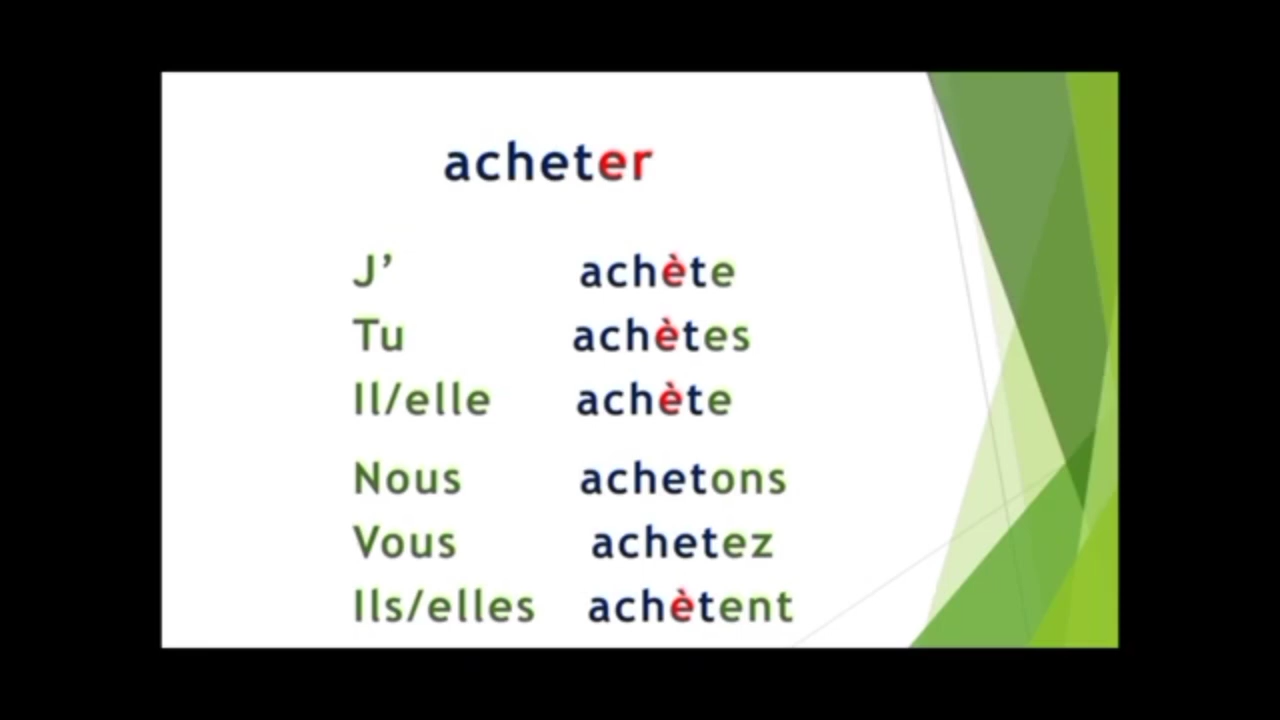 acheter
J' achète
Tu achètes
Il/elle achète
Nous achetons
Vous achetez
Ils/elles achètent